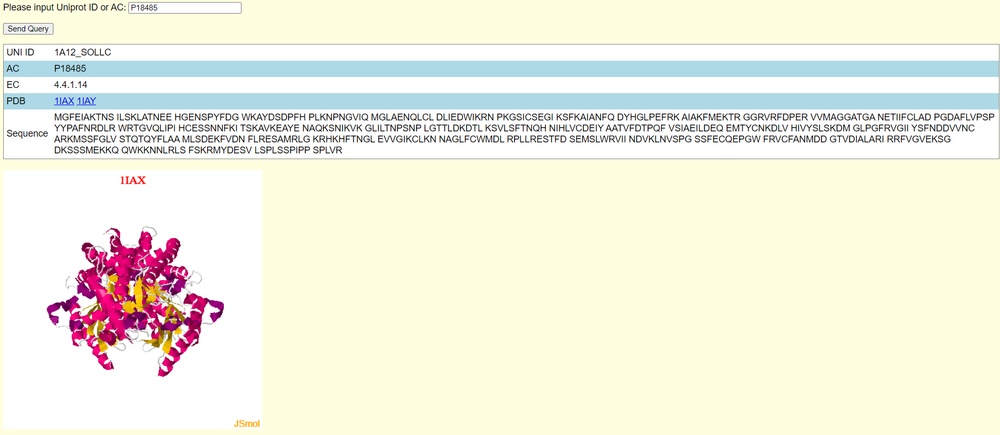 Please input Uniprot ID or AC: P18485
Send Query
UNI ID 1A12_SOLLC
AC P18485
EC 4.4.1.14
PDB 1IAX 1IAY
Sequence
MGFEIAKTNS ILSKLATNEE HGENSPYFDG WKAYDSDPFH PLKNPNGVIQ MGLAENQLCL DLIEDWIKRN PKGSICSEGI KSFKAIANFQ DYHGLPEFRK AIAKFMEKTR GGRVRFDPER VVMAGGATGA NETIIFCLAD PGDAFLVPSP
YYPAFNRDLR WRTGVQLIPI HCESSNNFKI TSKAVKEAYE NAQKSNIKVK GLILTNPSNP LGTTLDKDTL KSVLSFTNQH NIHLVCDEIY AATVFDTPQF VSIAEILDEQ EMTYCNKDLV HIVYSLSKDM GLPGFRVGII YSFNDDVVNC
ARKMSSFGLV STQTQYFLAA MLSDEKFVDN FLRESAMRLG KRHKHFTNGL EVVGIKCLKN NAGLFCWMDL RPLLRESTFD SEMSLWRVII NDVKLNVSPG SSFECQEPGW FRVCFANMDD GTVDIALARI RRFVGVEKSG
DKSSSMEKKQ QWKKNNLRLS FSKRMYDESV LSPLSSPIPP SPLVR
1IAX
JSmol